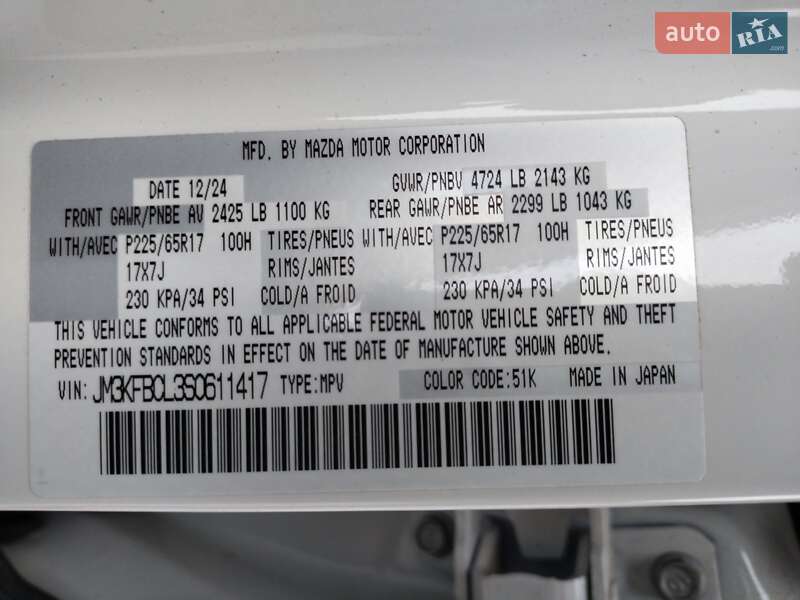 auto RIA.com
MFD. BY MAZDA MOTOR CORPORATION
DATE 12/24 GVWR/PNBV 4724 LB 2143 KG
FRONT GAWR/PNBE AV 2425 LB 1100 KG REAR GAWR/PNBE AR 2299 LB 1043 KG
WITH/AVEC P225/65R17 100H TIRES/PNEUS WITH/AVEC P225/65R17 100H TIRES/PNEUS
17X7J RIMS/JANTES 17X7J RIMS/JANTES
230 KPA/34 PSI COLD/A FROID 230 KPA/34 PSI COLD/A FROID
THIS VEHICLE CONFORMS TO ALL APPLICABLE FEDERAL MOTOR VEHICLE SAFETY AND THEFT
PREVENTION STANDARDS IN EFFECT ON THE DATE OF MANUFACTURE SHOWN ABOVE.
VIN: JM3KFBCL3S0611417 TYPE:MPV COLOR CODE:51K MADE IN JAPAN